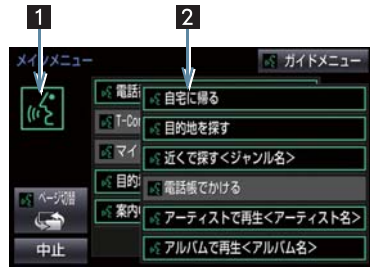 1
2
メインメニュー
ガイドメニュー
電話
自宅に帰る
T-Co
目的地を探す
マイ
近くで探す<ジャンル名>
目的
電話帳でかける
ページ切替
案内
アーティストで再生<アーティスト名>
中止
アルバムで再生<アルバム名>